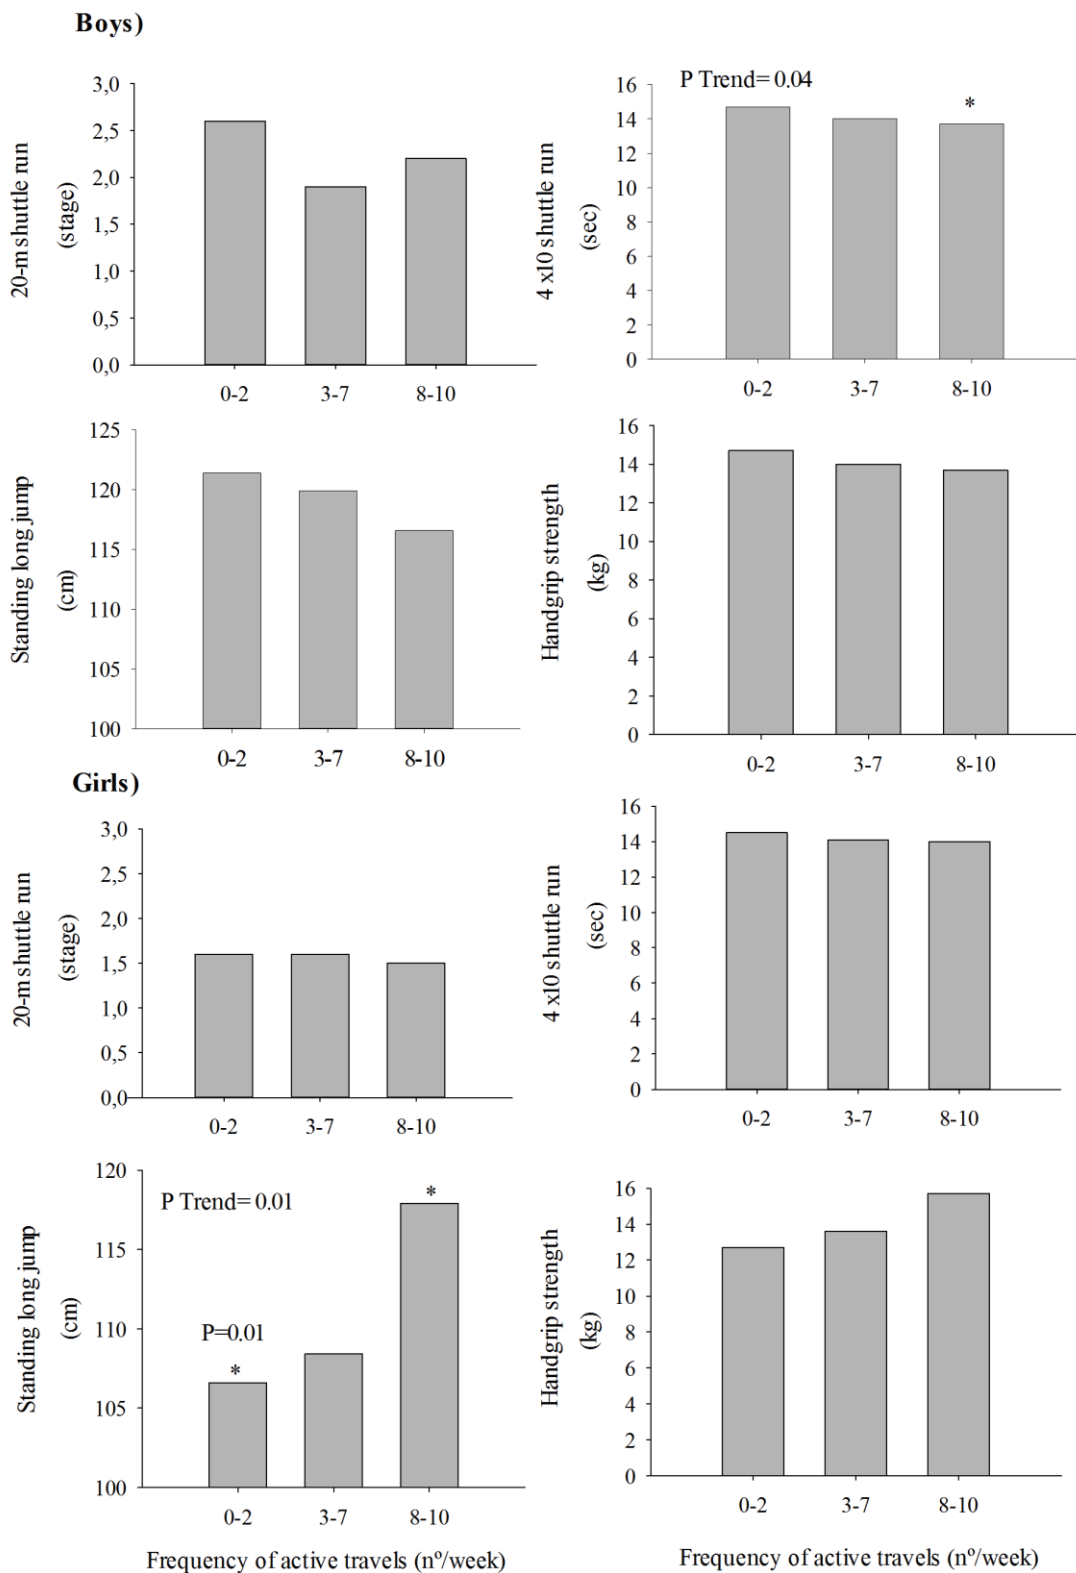 Boys)
20-m shuttle run
(stage)
3,0
2,5
2,0
1,5
1,0
0,5
0,0
0-2 3-7 8-10
4 x10 shuttle run
(sec)
P Trend= 0.04
*
16
14
12
10
8
6
4
2
0
0-2 3-7 8-10
Standing long jump
(cm)
125
120
115
110
105
100
0-2 3-7 8-10
Handgrip strength
(kg)
16
14
12
10
8
6
4
2
0
0-2 3-7 8-10
Girls)
20-m shuttle run
(stage)
3,0
2,5
2,0
1,5
1,0
0,5
0,0
0-2 3-7 8-10
4 x10 shuttle run
(sec)
16
14
12
10
8
6
4
2
0
0-2 3-7 8-10
Standing long jump
(cm)
120
115
110
105
100
P Trend= 0.01
*
P=0.01
*
0-2 3-7 8-10
Frequency of active travels (nº/week)
Handgrip strength
(kg)
16
14
12
10
8
6
4
2
0
0-2 3-7 8-10
Frequency of active travels (nº/week)